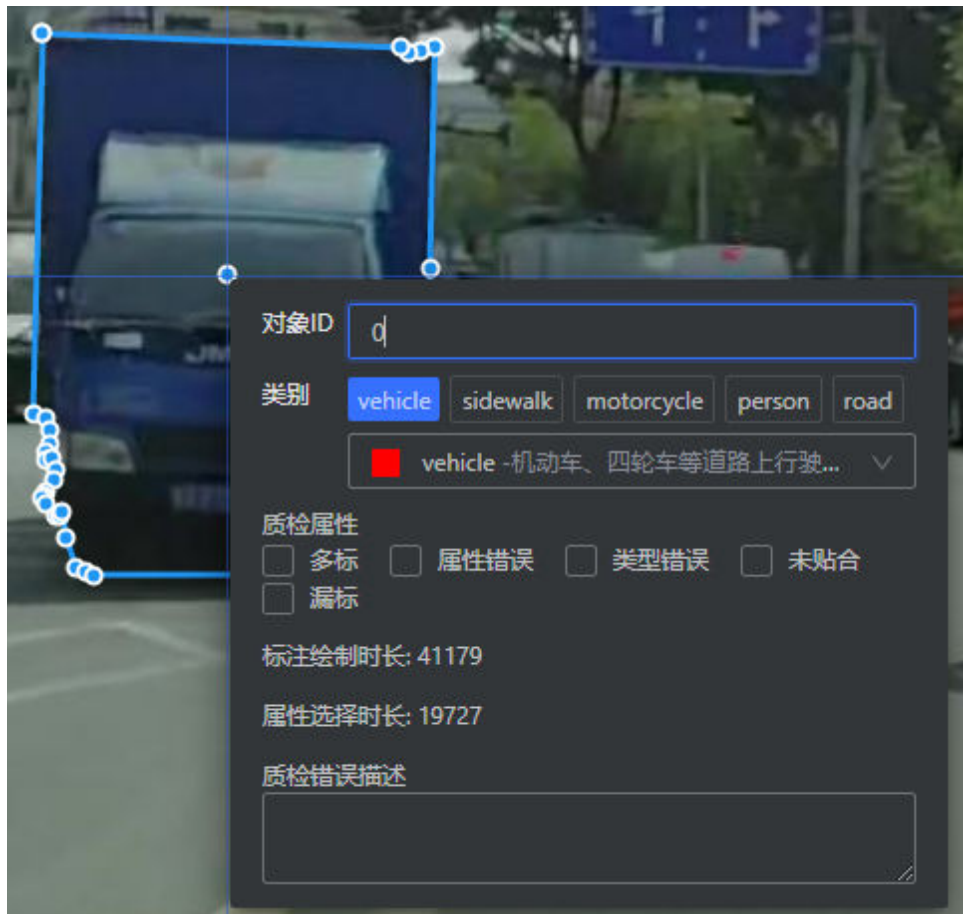 JM
对象ID 0
类别 vehicle sidewalk motorcycle person road
vehicle -机动车、四轮车等道路上行驶...
质检属性
多标 属性错误 类型错误 未贴合
漏标
标注绘制时长: 41179
属性选择时长: 19727
质检错误描述